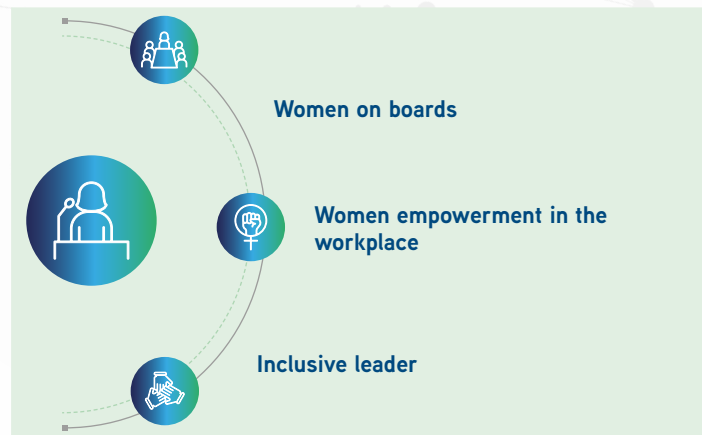 Women on boards
Women empowerment in the
workplace
Inclusive leader